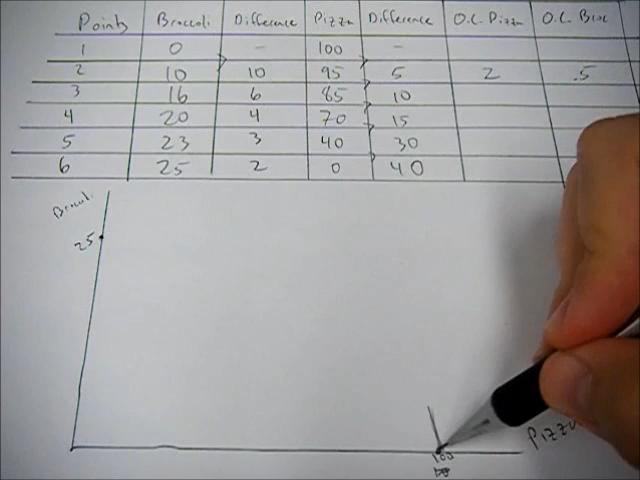 Points Broccoli Difference Pizza Difference O.C. Pizza O.C. Broc
1 0 - 100 -
2 10 10 95 5 2 .5
3 16 6 85 10
4 20 4 70 15
5 23 3 40 30
6 25 2 0 40
Brocol.
25
Pizza
100